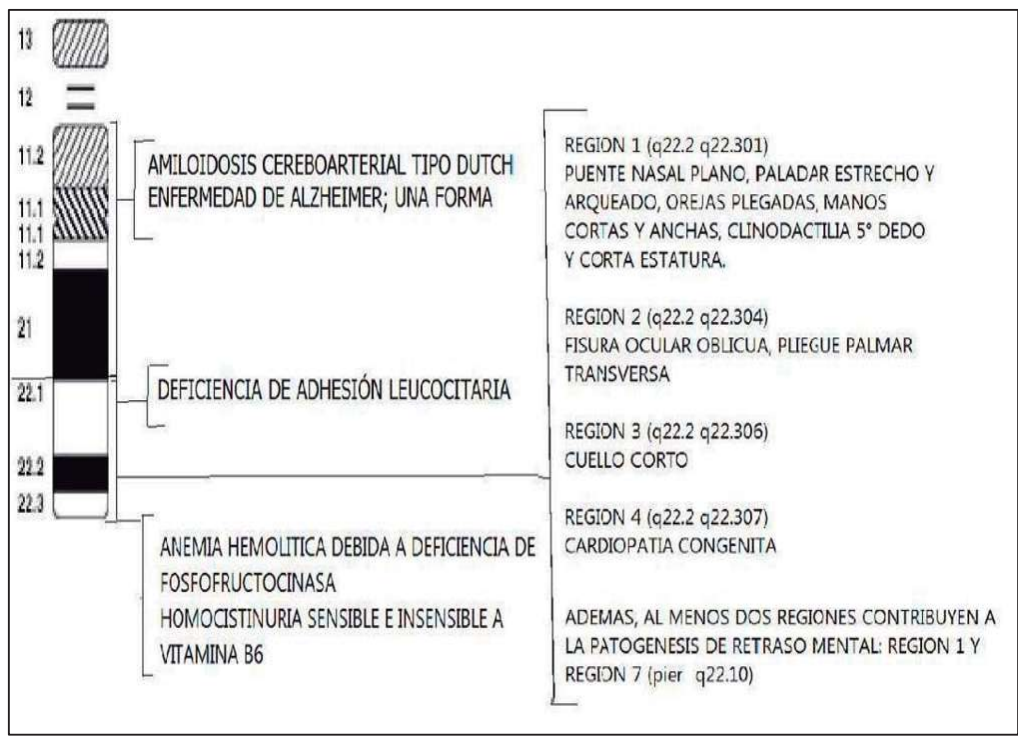 13
12
11.2
11.1
11.1
11.2
21
22.1
22.2
22.3
AMILOIDOSIS CEREBOARTERIAL TIPO DUTCH
ENFERMEDAD DE ALZHEIMER; UNA FORMA
DEFICIENCIA DE ADHESIÓN LEUCOCITARIA
ANEMIA HEMOLITICA DEBIDA A DEFICIENCIA DE
FOSFOFRUCTOCINASA
HOMOCISTINURIA SENSIBLE E INSENSIBLE A
VITAMINA B6
REGION 1 (q22.2 q22.301)
PUENTE NASAL PLANO, PALADAR ESTRECHO Y
ARQUEADO, OREJAS PLEGADAS, MANOS
CORTAS Y ANCHAS, CLINODACTILIA 5° DEDO
Y CORTA ESTATURA.
REGION 2 (q22.2 q22.304)
FISURA OCULAR OBLICUA, PLIEGUE PALMAR
TRANSVERSA
REGION 3 (q22.2 q22.306)
CUELLO CORTO
REGION 4 (q22.2 q22.307)
CARDIOPATIA CONGENITA
ADEMAS, AL MENOS DOS REGIONES CONTRIBUYEN A
LA PATOGENESIS DE RETRASO MENTAL: REGION 1 Y
REGION 7 (pier q22.10)